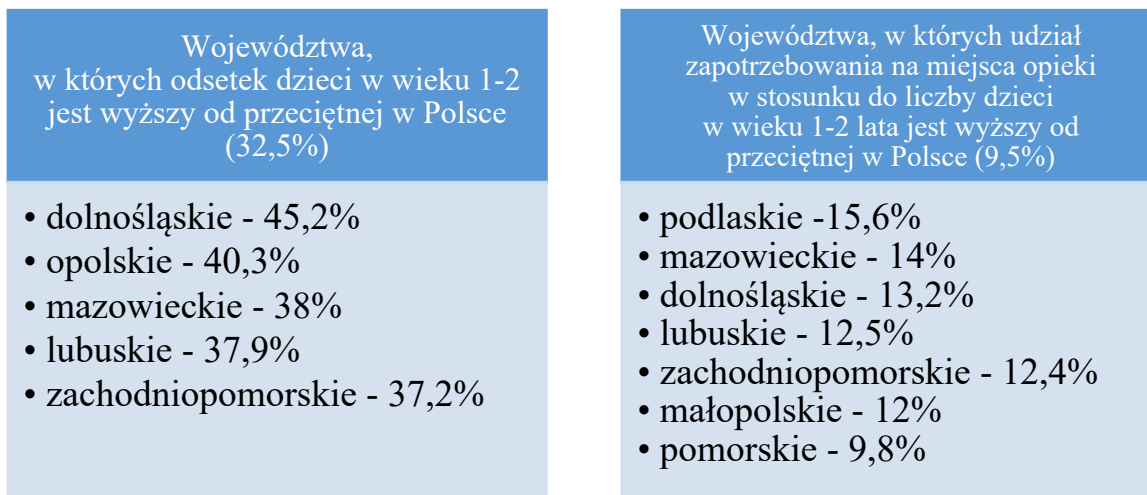 Województwa,
w których odsetek dzieci w wieku 1-2
jest wyższy od przeciętnej w Polsce
(32,5%)
• dolnośląskie - 45,2%
• opolskie - 40,3%
• mazowieckie - 38%
• lubuskie - 37,9%
• zachodniopomorskie - 37,2%
Województwa, w których udział
zapotrzebowania na miejsca opieki
w stosunku do liczby dzieci
w wieku 1-2 lata jest wyższy od
przeciętnej w Polsce (9,5%)
• podlaskie -15,6%
• mazowieckie - 14%
• dolnośląskie - 13,2%
• lubuskie - 12,5%
• zachodniopomorskie - 12,4%
• małopolskie - 12%
• pomorskie - 9,8%